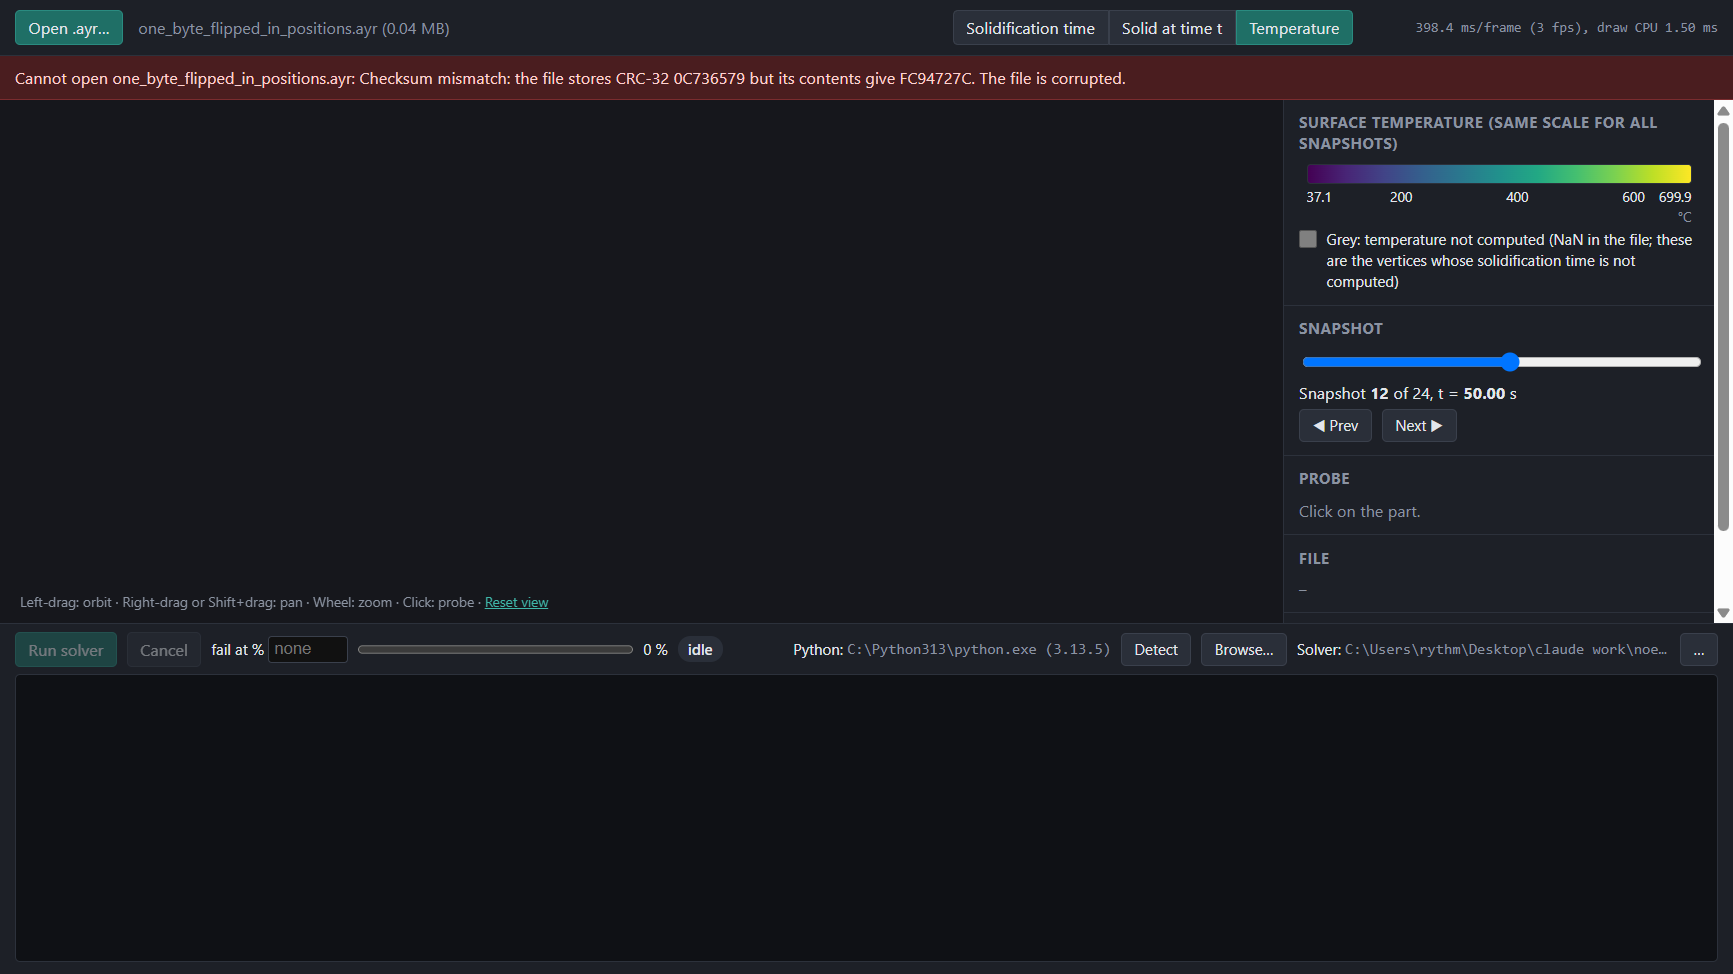 Open .ayr...
one_byte_flipped_in_positions.ayr (0.04 MB)
Solidification time
Solid at time t
Temperature
398.4 ms/frame (3 fps), draw CPU 1.50 ms
Cannot open one_byte_flipped_in_positions.ayr: Checksum mismatch: the file stores CRC-32 0C736579 but its contents give FC94727C. The file is corrupted.
SURFACE TEMPERATURE (SAME SCALE FOR ALL
SNAPSHOTS)
37.1 200 400 600 699.9
°C
Grey: temperature not computed (NaN in the file; these
are the vertices whose solidification time is not
computed)
SNAPSHOT
Snapshot 12 of 24, t = 50.00 s
◀ Prev
Next ▶
PROBE
Click on the part.
FILE
–
Left-drag: orbit · Right-drag or Shift+drag: pan · Wheel: zoom · Click: probe · Reset view
Run solver
Cancel
fail at %
none
0 %
idle
Python: C:\Python313\python.exe (3.13.5)
Detect
Browse...
Solver: C:\Users\rythm\Desktop\claude work\noe…
...